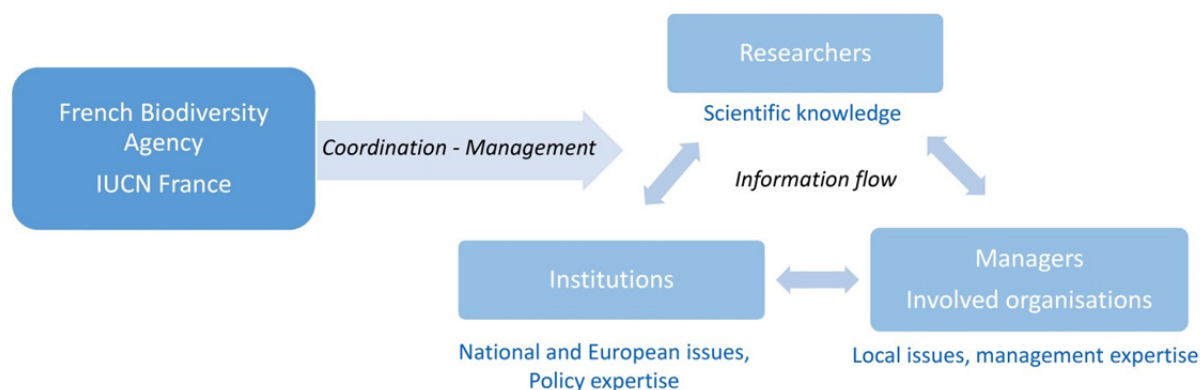 French Biodiversity
Agency
IUCN France
Coordination - Management
Researchers
Scientific knowledge
Information flow
Institutions
National and European issues,
Policy expertise
Managers
Involved organisations
Local issues, management expertise